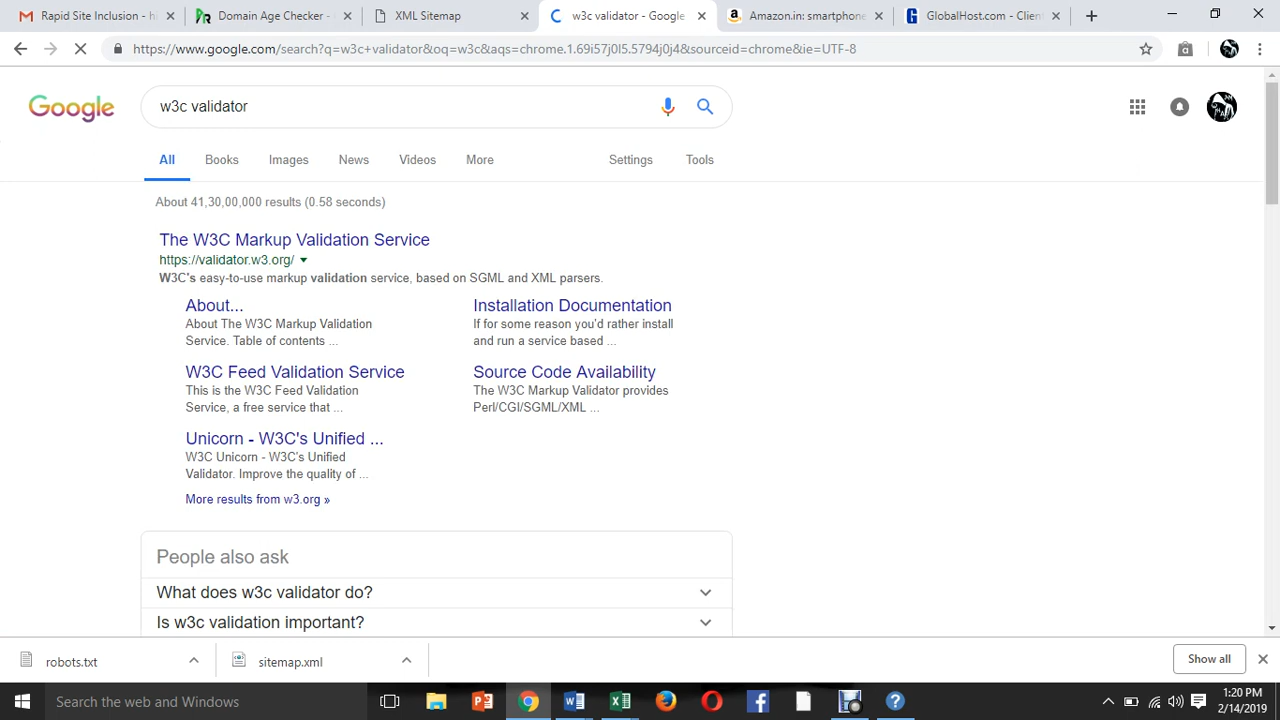 Rapid Site Inclusion - hi
Domain Age Checker -
XML Sitemap
w3c validator - Google
Amazon.in: smartphone
GlobalHost.com - Clien
https://www.google.com/search?q=w3c+validator&oq=w3c&aqs=chrome.1.69i57j0l5.5794j0j4&sourceid=chrome&ie=UTF-8
Google
w3c validator
All Books Images News Videos More Settings Tools
About 41,30,00,000 results (0.58 seconds)
The W3C Markup Validation Service
https://validator.w3.org/
W3C's easy-to-use markup validation service, based on SGML and XML parsers.
About...
About The W3C Markup Validation
Service. Table of contents ...
Installation Documentation
If for some reason you'd rather install
and run a service based ...
W3C Feed Validation Service
This is the W3C Feed Validation
Service, a free service that ...
Source Code Availability
The W3C Markup Validator provides
Perl/CGI/SGML/XML ...
Unicorn - W3C's Unified ...
W3C Unicorn - W3C's Unified
Validator. Improve the quality of ...
More results from w3.org »
People also ask
What does w3c validator do?
Is w3c validation important?
robots.txt
sitemap.xml
Show all
Search the web and Windows
1:20 PM
2/14/2019